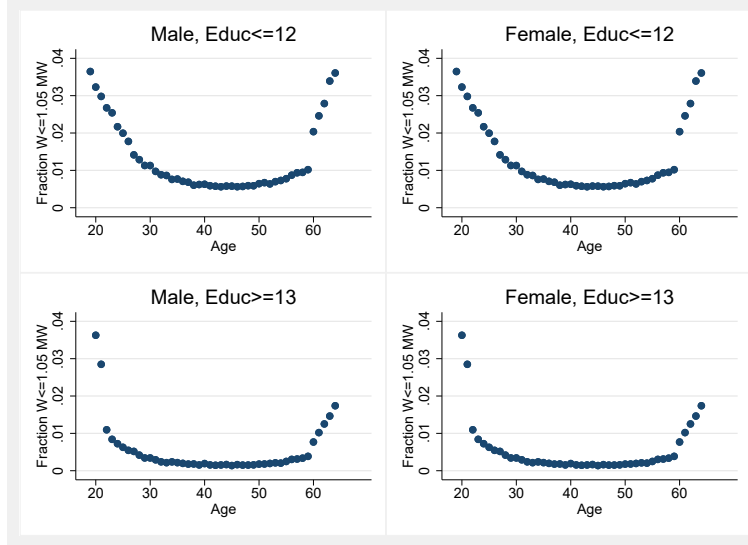 Male, Educ<=12
Fraction W<=1.05 MW
0 .01 .02 .03 .04
20 30 40 50 60
Age
Female, Educ<=12
Fraction W<=1.05 MW
0 .01 .02 .03 .04
20 30 40 50 60
Age
Male, Educ>=13
Fraction W<=1.05 MW
0 .01 .02 .03 .04
20 30 40 50 60
Age
Female, Educ>=13
Fraction W<=1.05 MW
0 .01 .02 .03 .04
20 30 40 50 60
Age